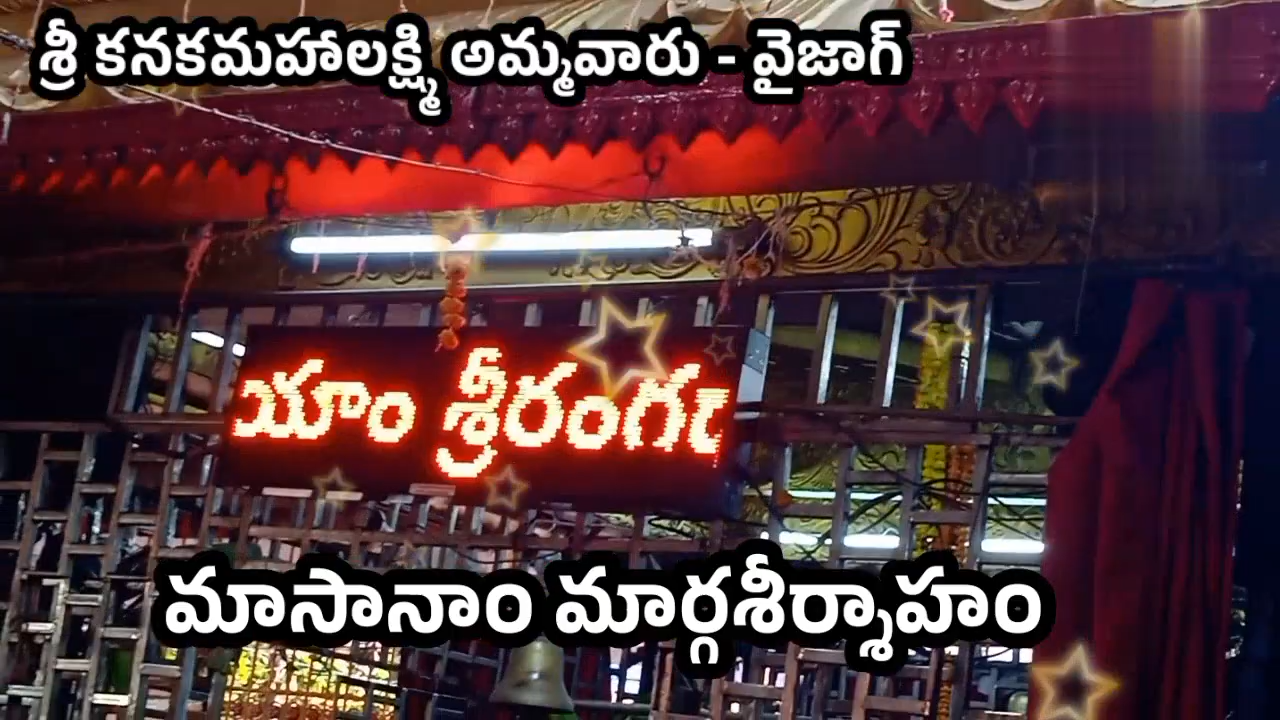 శ్రీ కనకమహాలక్ష్మి అమ్మవారు - వైజాగ్
యాం శ్రీరంగ
మాసానాం మార్గశీర్శాహం